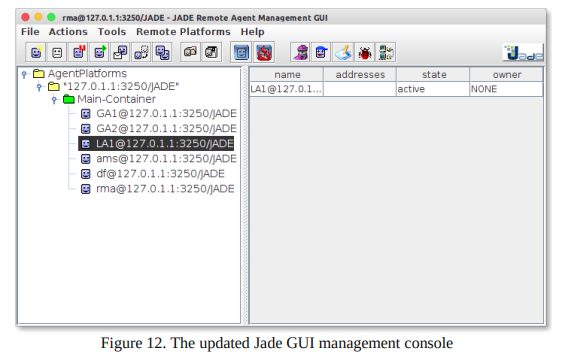 rma@127.0.1.1:3250/JADE - JADE Remote Agent Management GUI
File Actions Tools Remote Platforms Help
Jade
AgentPlatforms
"127.0.1.1:3250/JADE"
Main-Container
GA1@127.0.1.1:3250/JADE
GA2@127.0.1.1:3250/JADE
LA1@127.0.1.1:3250/JADE
ams@127.0.1.1:3250/JADE
df@127.0.1.1:3250/JADE
rma@127.0.1.1:3250/JADE
name addresses state owner
LA1@127.0.1... active NONE
Figure 12. The updated Jade GUI management console